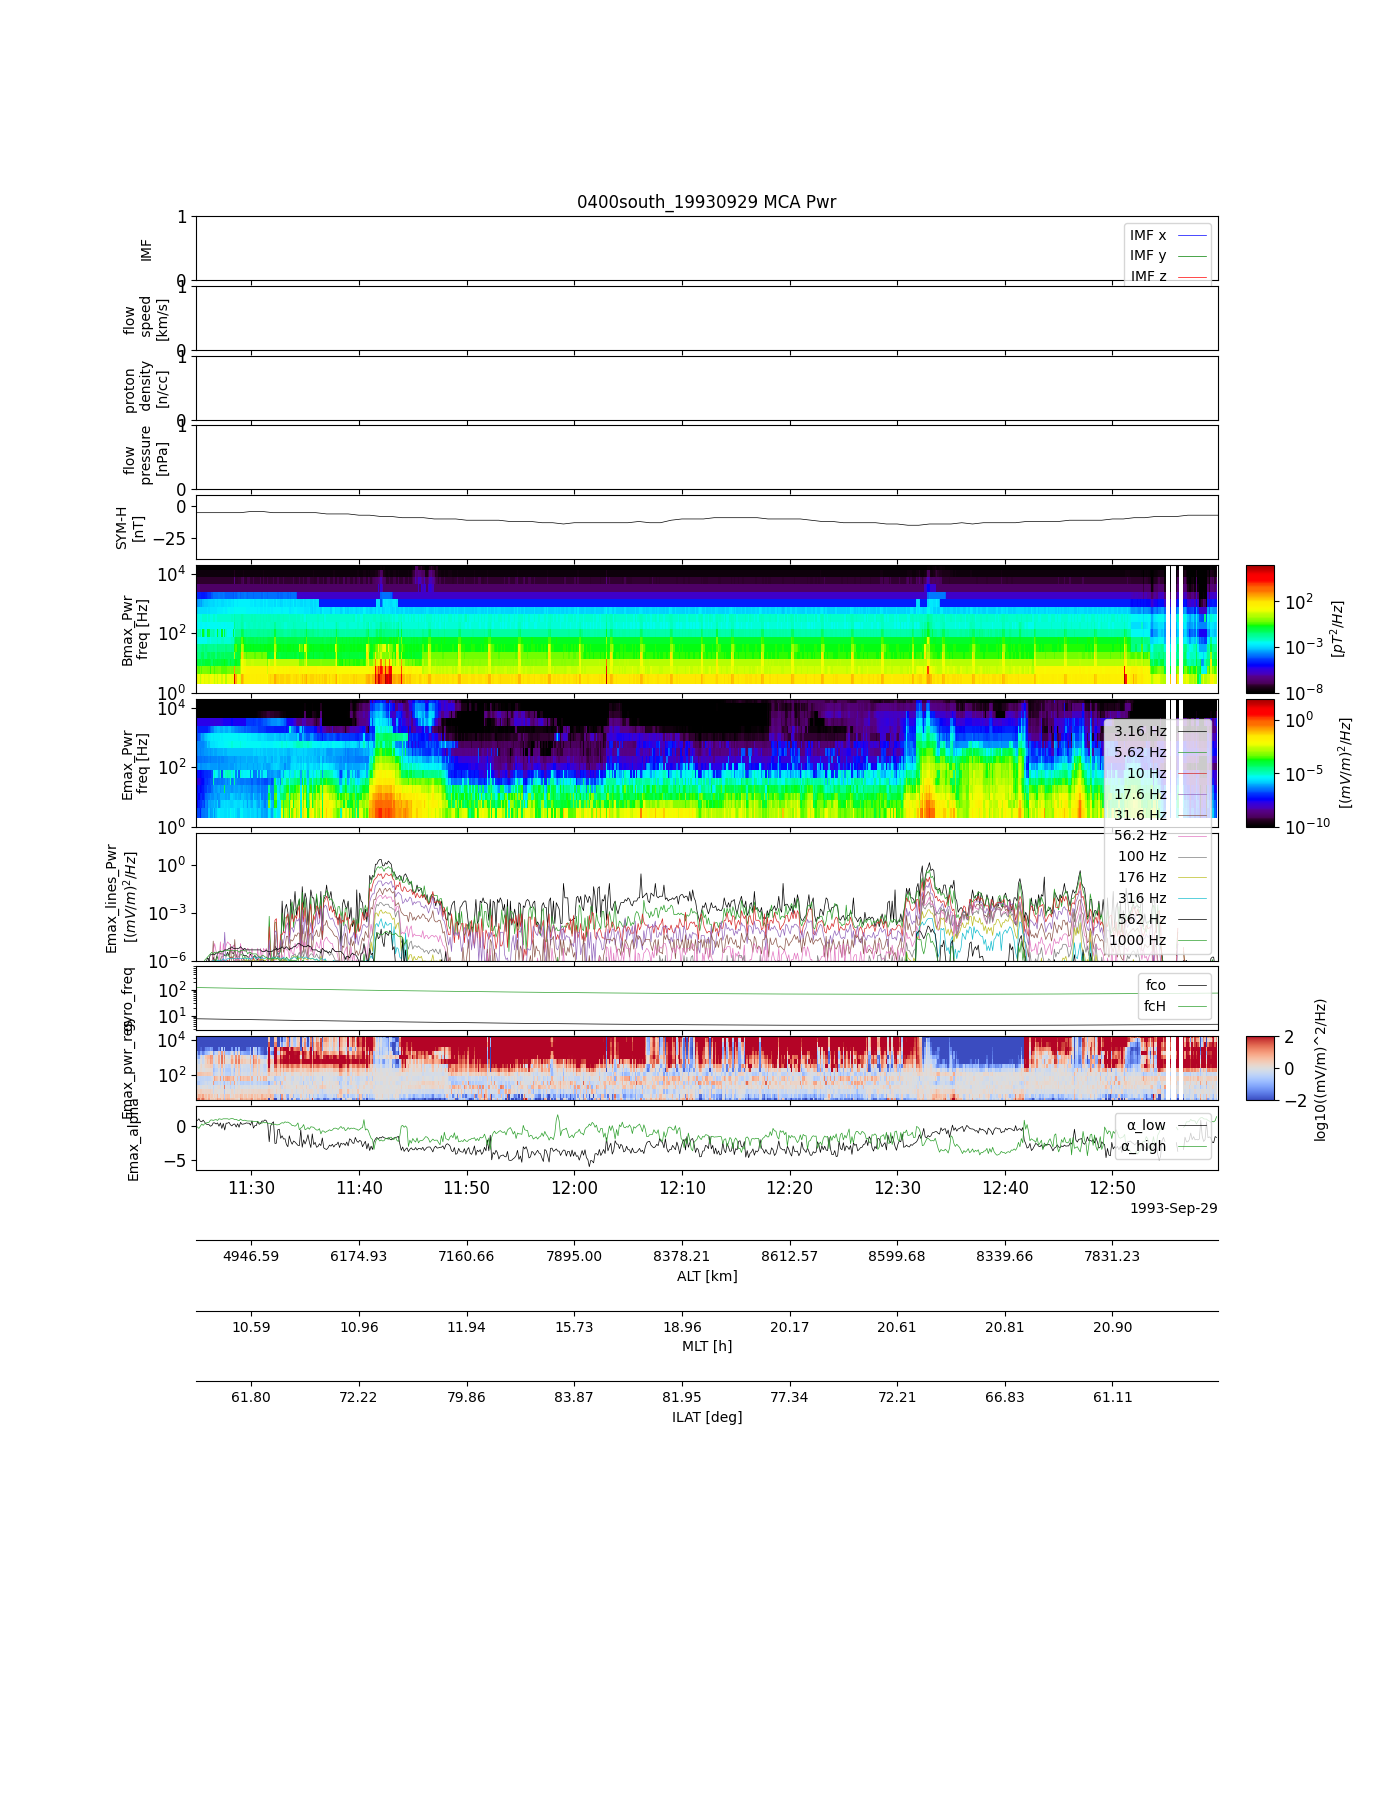 0400south_19930929 MCA Pwr
1
0
IMF
IMF x
IMF y
IMF z
1
0
flow
speed
[km/s]
1
0
proton
density
[n/cc]
1
0
flow
pressure
[nPa]
0
−25
SYM-H
[nT]
10^4
10^2
10^0
Bmax_Pwr
freq [Hz]
10^2
10^−3
10^−8
[pT^2/Hz]
10^4
10^2
10^0
Emax_Pwr
freq [Hz]
10^0
10^−5
10^−10
[(mV/m)^2/Hz]
3.16 Hz
5.62 Hz
10 Hz
17.6 Hz
31.6 Hz
56.2 Hz
100 Hz
176 Hz
316 Hz
562 Hz
1000 Hz
10^0
10^−3
10^−6
Emax_lines_Pwr
[(mV/m)^2/Hz]
10^2
10^1
gyro_freq
fco
fcH
10^4
10^2
Emax_pwr_reg
2
0
−2
log10((mV/m)^2/Hz)
0
−5
Emax_alpha
α_low
α_high
11:30 11:40 11:50 12:00 12:10 12:20 12:30 12:40 12:50
1993-Sep-29
4946.59 6174.93 7160.66 7895.00 8378.21 8612.57 8599.68 8339.66 7831.23
ALT [km]
10.59 10.96 11.94 15.73 18.96 20.17 20.61 20.81 20.90
MLT [h]
61.80 72.22 79.86 83.87 81.95 77.34 72.21 66.83 61.11
ILAT [deg]